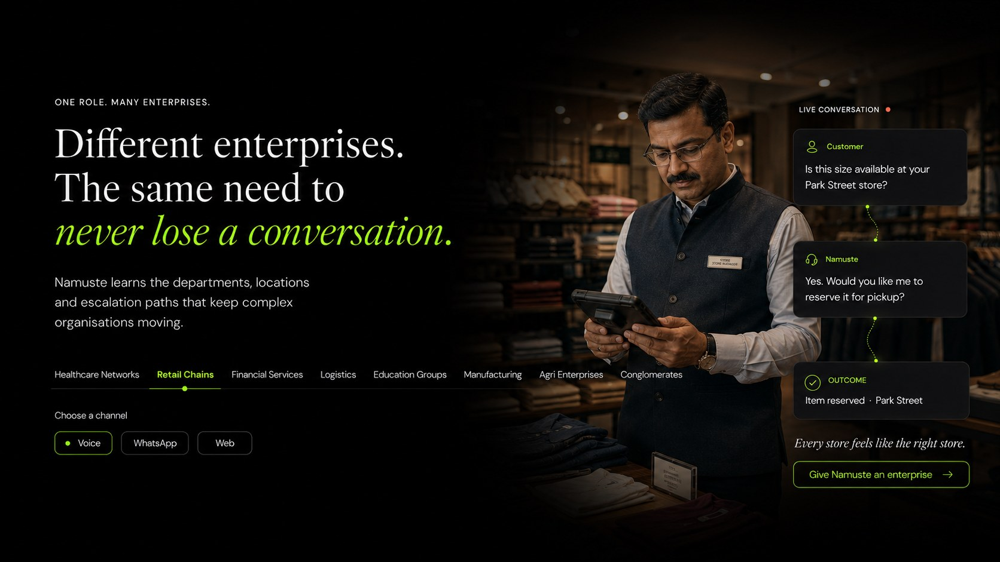 ONE ROLE. MANY ENTERPRISES.
Different enterprises.
The same need to
never lose a conversation.
Namuste learns the departments, locations
and escalation paths that keep complex
organisations moving.
Healthcare Networks Retail Chains Financial Services Logistics Education Groups Manufacturing Agri Enterprises Conglomerates
Choose a channel
Voice WhatsApp Web
LIVE CONVERSATION
Customer
Is this size available at your
Park Street store?
Namuste
Yes. Would you like me to
reserve it for pickup?
OUTCOME
Item reserved · Park Street
Every store feels like the right store.
Give Namuste an enterprise →
STORE MANAGER